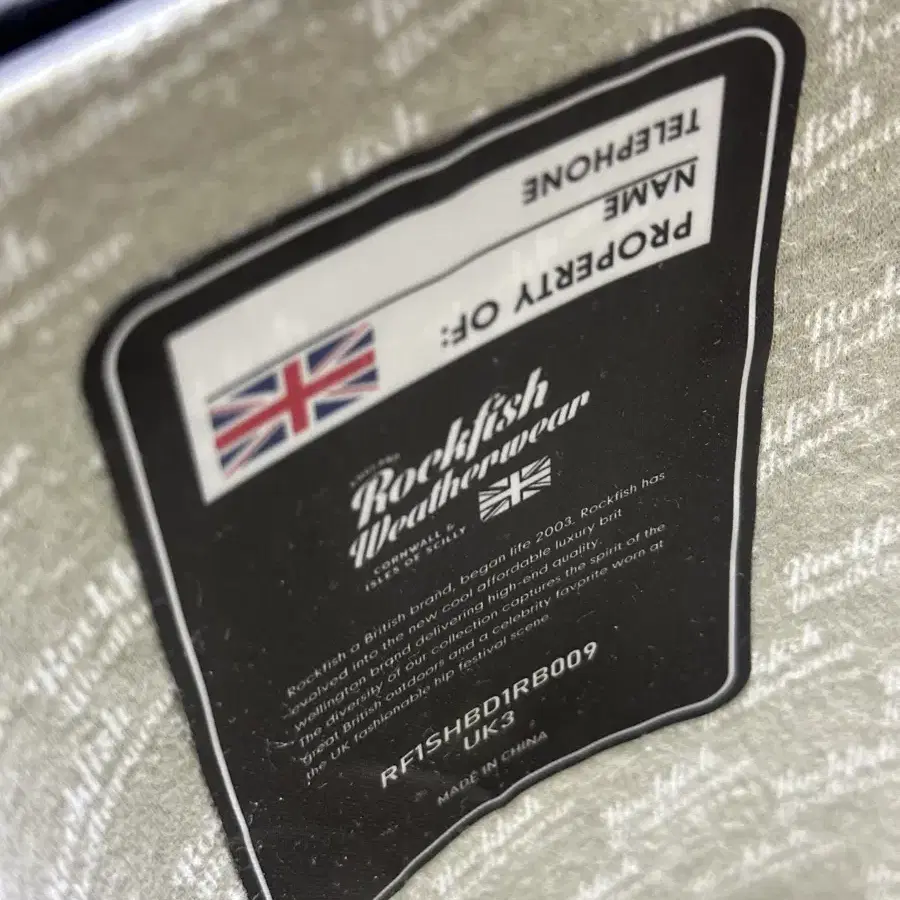 PROPERTY OF:
NAME
TELEPHONE
Rockfish
Weatherwear
CORNWALL &
ISLES OF SCILLY
Rockfish a British brand, began life 2003. Rockfish has
evolved into the new cool affordable luxury brit
wellington brand delivering high-end quality.
The diversity of our collection captures the spirit of the
great British outdoors and a celebrity favorite worn at
the UK fashionable hip festival scene
RF1SHBD1RB009
UK3
MADE IN CHINA